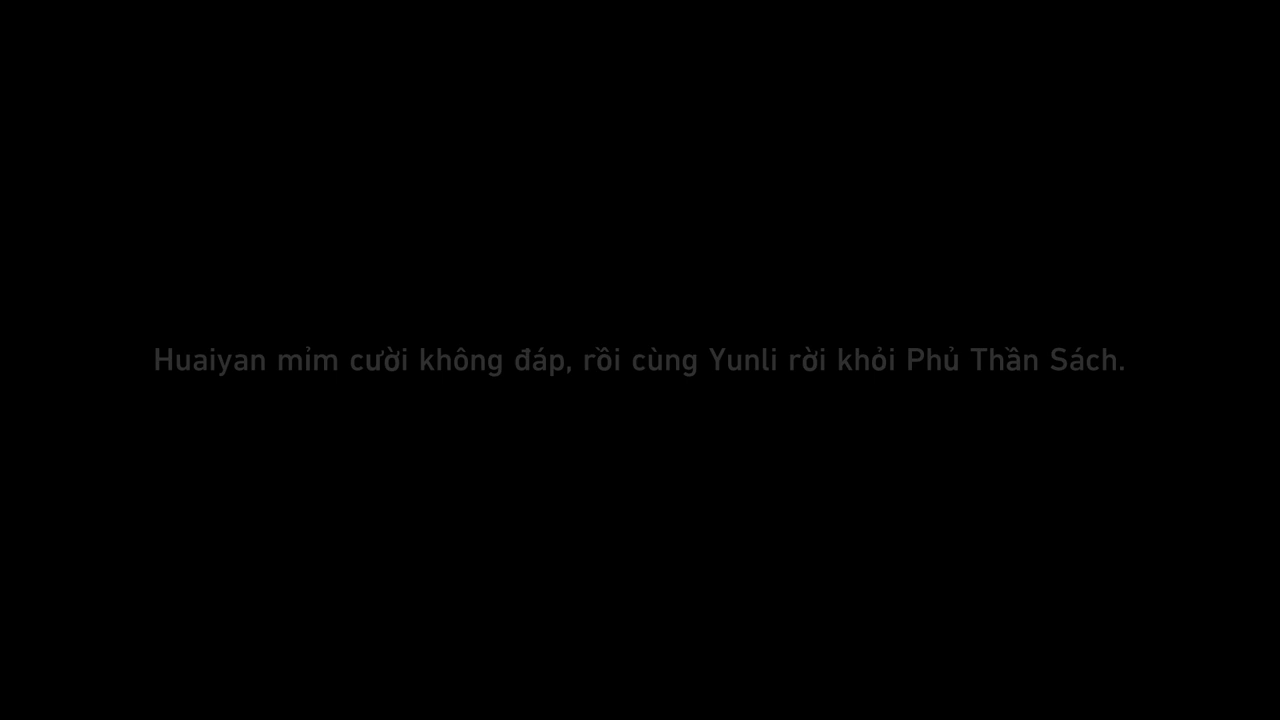 Huaiyan mỉm cười không đáp, rồi cùng Yunli rời khỏi Phủ Thần Sách.